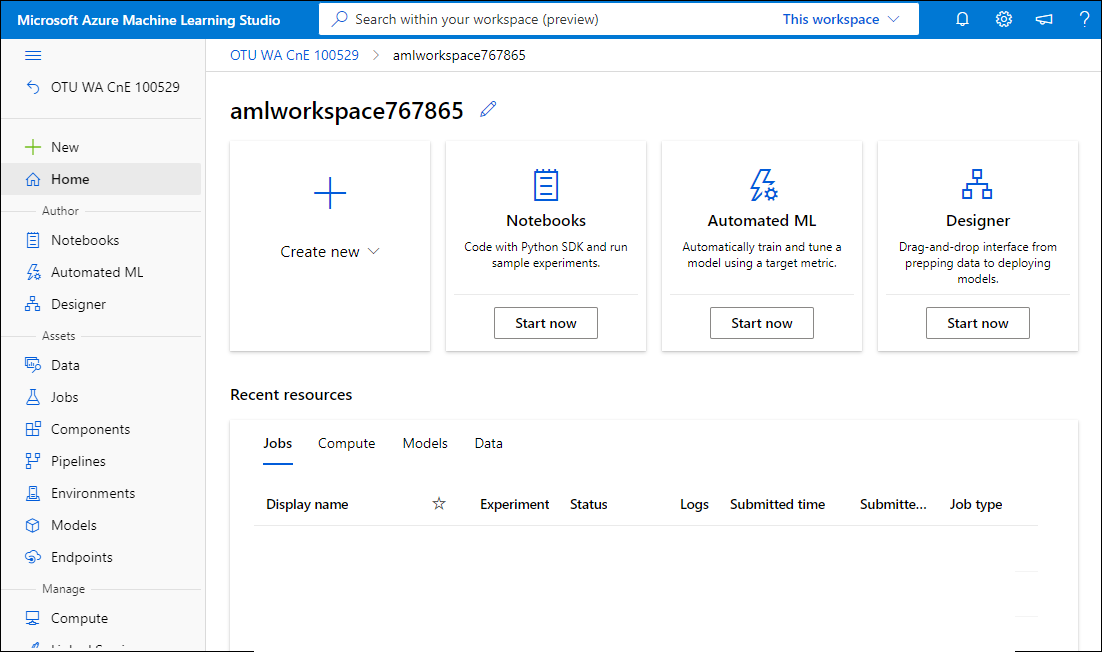 Microsoft Azure Machine Learning Studio
Search within your workspace (preview)
This workspace
?
OTU WA CnE 100529
New
Home
Author
Notebooks
Automated ML
Designer
Assets
Data
Jobs
Components
Pipelines
Environments
Models
Endpoints
Manage
Compute
OTU WA CnE 100529 > amlworkspace767865
amlworkspace767865
Create new
Notebooks
Code with Python SDK and run
sample experiments.
Start now
Automated ML
Automatically train and tune a
model using a target metric.
Start now
Designer
Drag-and-drop interface from
prepping data to deploying
models.
Start now
Recent resources
Jobs Compute Models Data
Display name Experiment Status Logs Submitted time Submitte... Job type